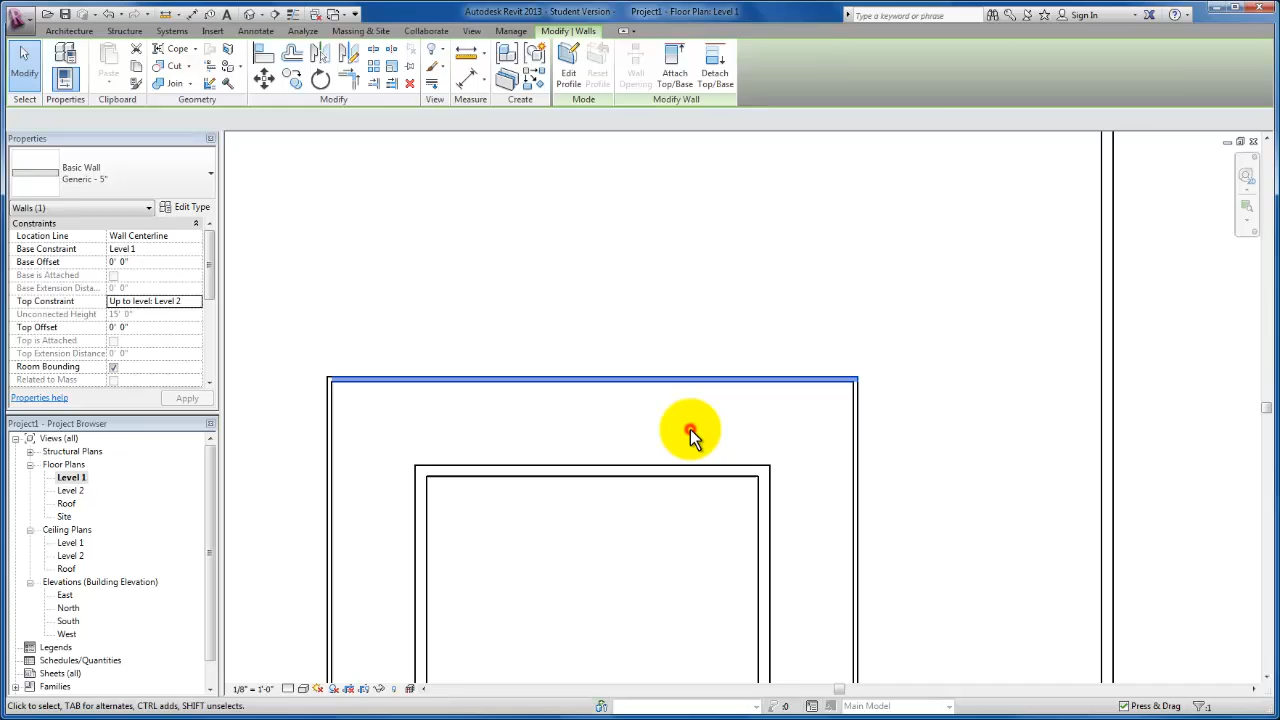 Autodesk Revit 2013 - Student Version - Project1 - Floor Plan: Level 1
Type a keyword or phrase
Sign In
Architecture Structure Systems Insert Annotate Analyze Massing & Site Collaborate View Manage Modify | Walls
Modify
Paste
Cope
Cut
Join
Edit Profile
Reset Profile
Wall Opening
Attach Top/Base
Detach Top/Base
Select Properties Clipboard Geometry Modify View Measure Create Mode Modify Wall
Properties
Basic Wall
Generic - 5"
Walls (1)
Edit Type
Constraints
Location Line Wall Centerline
Base Constraint Level 1
Base Offset 0' 0"
Base is Attached
Base Extension Dista... 0' 0"
Top Constraint Up to level: Level 2
Unconnected Height 15' 0"
Top Offset 0' 0"
Top is Attached
Top Extension Distance 0' 0"
Room Bounding
Related to Mass
Properties help
Apply
Project1 - Project Browser
Views (all)
Structural Plans
Floor Plans
Level 1
Level 2
Roof
Site
Ceiling Plans
Level 1
Level 2
Roof
Elevations (Building Elevation)
East
North
South
West
Legends
Schedules/Quantities
Sheets (all)
Families
2D
1/8" = 1'-0"
Click to select, TAB for alternates, CTRL adds, SHIFT unselects.
:0
Main Model
Press & Drag
:1